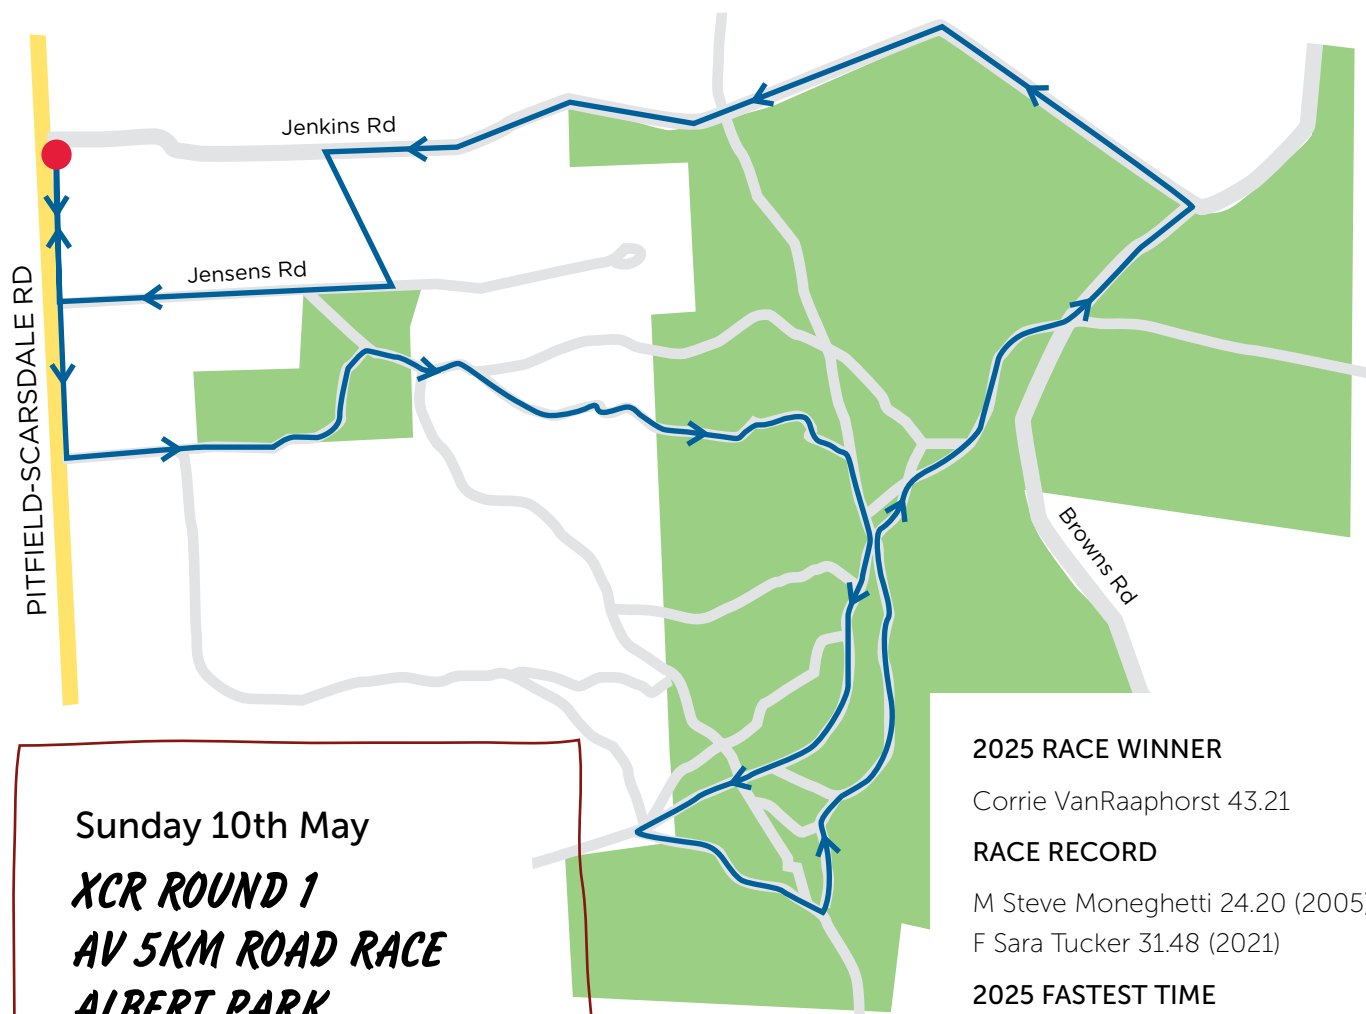 Jenkins Rd
Jensens Rd
PITFIELD-SCARSDALE RD
Browns Rd
Sunday 10th May
XCR ROUND 1
AV 5KM ROAD RACE
ALBERT PARK
2025 RACE WINNER
Corrie VanRaaphorst 43.21
RACE RECORD
M Steve Moneghetti 24.20 (2005)
F Sara Tucker 31.48 (2021)
2025 FASTEST TIME